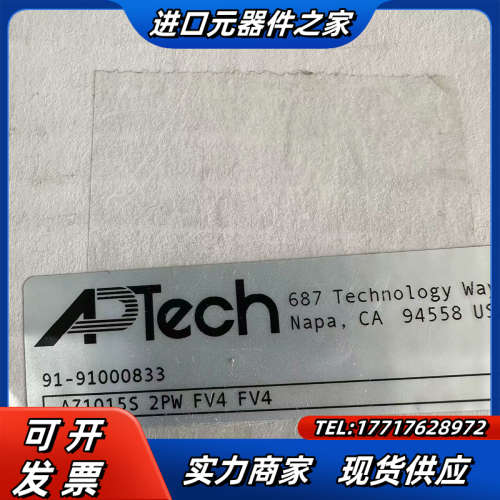 进口元器件之家
APTech
687 Technology Way
Napa, CA 94558 US
91-91000833
AZ1015S 2PW FV4 FV4
可开
发票
TEL:17717628972
实力商家 现货供应